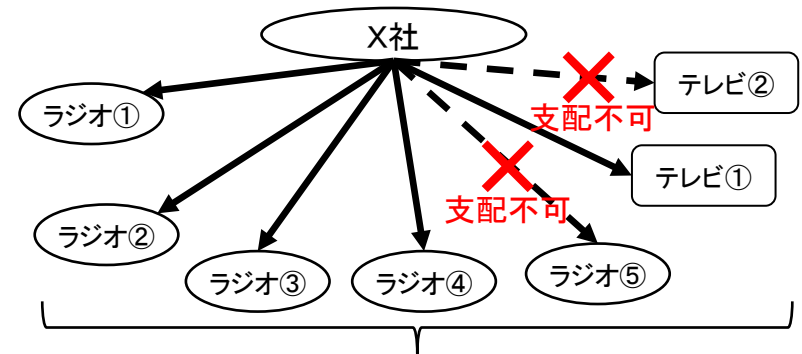 X社
テレビ②
支配不可
ラジオ①
テレビ①
支配不可
ラジオ②
ラジオ③
ラジオ④
ラジオ⑤